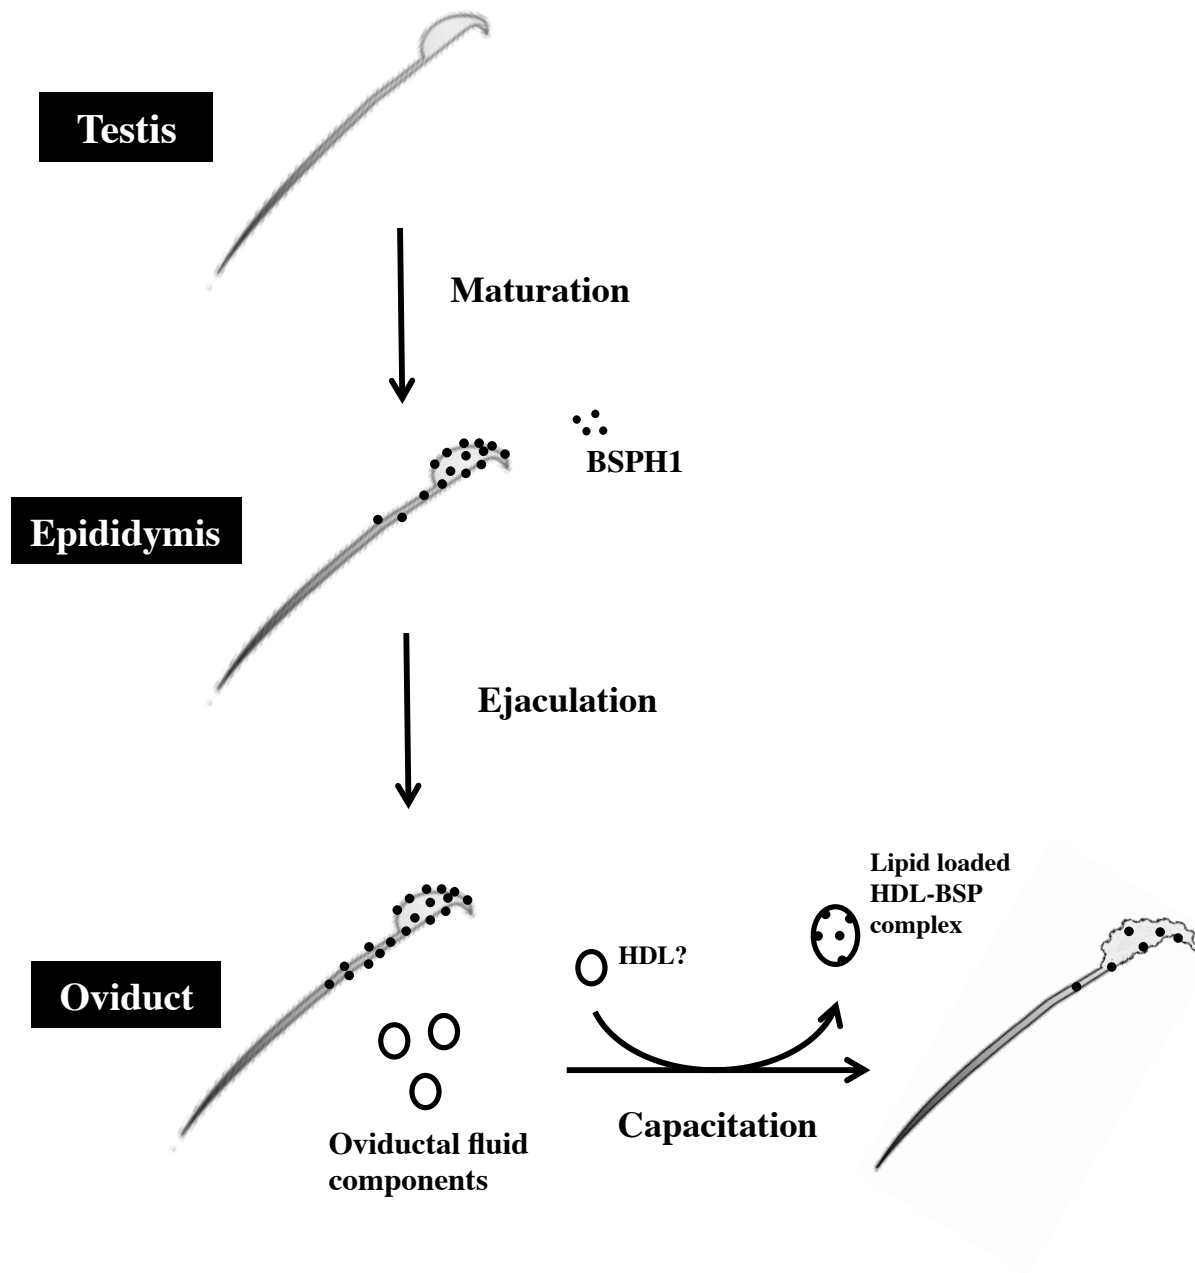 Testis
Maturation
BSPH1
Epididymis
Ejaculation
Lipid loaded
HDL-BSP
complex
HDL?
Oviduct
Capacitation
Oviductal fluid
components